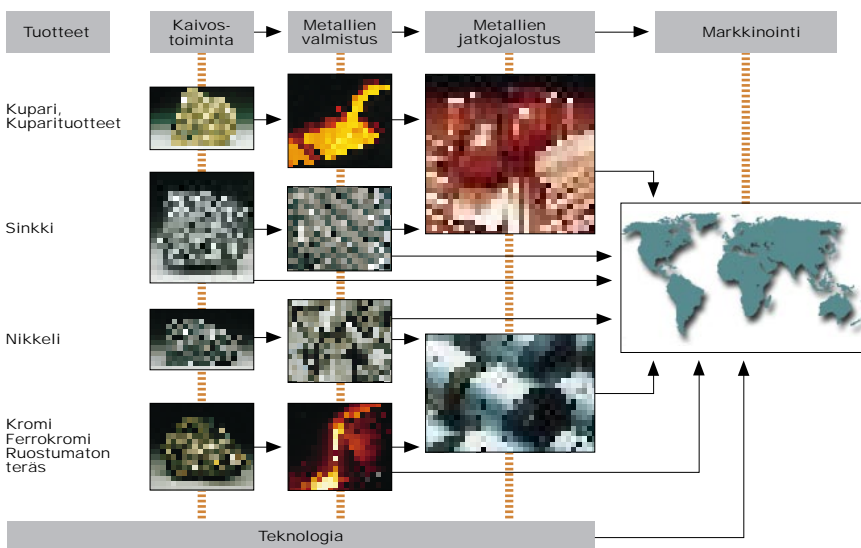 Tuotteet
Kaivos-
toiminta
Metallien
valmistus
Metallien
jatkojalostus
Markkinointi
Kupari,
Kuparituotteet
Sinkki
Nikkeli
Kromi
Ferrokromi
Ruostumaton
teräs
Teknologia